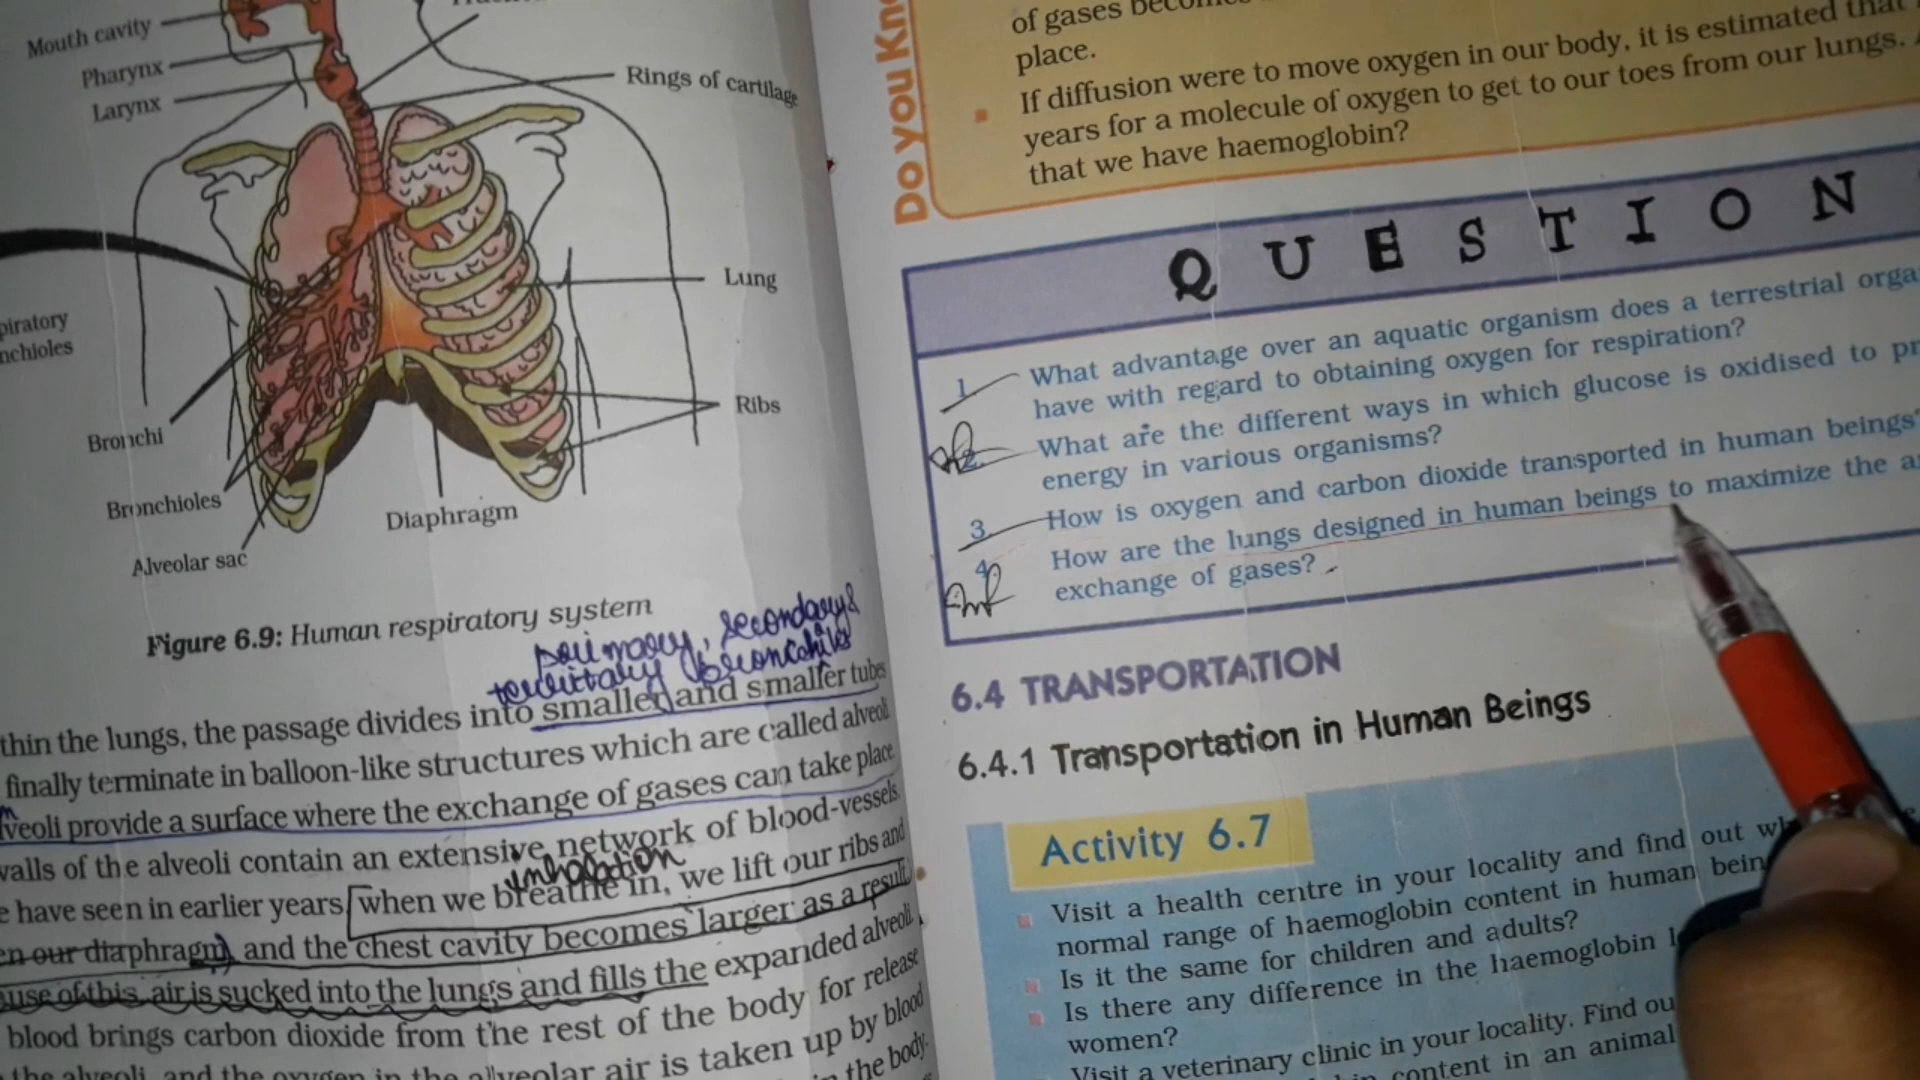 Mouth cavity
Pharynx
Larynx
Rings of cartilage
Lung
Ribs
Bronchi
Bronchioles
Alveolar sac
Diaphragm
Figure 6.9: Human respiratory system
primary, secondary &
thin the lungs, the passage divides into smaller and smaller tubes
finally terminate in balloon-like structures which are called alveoli
veoli provide a surface where the exchange of gases can take place.
walls of the alveoli contain an extensive network of blood-vessels.
inhalation
e have seen in earlier years, when we breathe in, we lift our ribs and
en our diaphragm, and the chest cavity becomes larger as a result.
use of this, air is sucked into the lungs and fills the expanded alveoli.
blood brings carbon dioxide from the rest of the body for release
the alveoli, and the oxygen in the alveolar air is taken up by blood
in the body.
Do you Kn
of gases
place.
If diffusion were to move oxygen in our body, it is estimated that
years for a molecule of oxygen to get to our toes from our lungs.
that we have haemoglobin?
QUESTION
1. What advantage over an aquatic organism does a terrestrial orga
have with regard to obtaining oxygen for respiration?
2. What are the different ways in which glucose is oxidised to pr
energy in various organisms?
3. How is oxygen and carbon dioxide transported in human beings?
4. How are the lungs designed in human beings to maximize the a
exchange of gases?
6.4 TRANSPORTATION
6.4.1 Transportation in Human Beings
Activity 6.7
Visit a health centre in your locality and find out wh
normal range of haemoglobin content in human bein
Is it the same for children and adults?
Is there any difference in the haemoglobin l
women?
Visit a veterinary clinic in your locality. Find ou
content in an animal